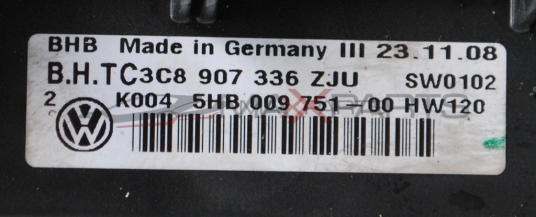 BHB Made in Germany III 23.11.08
B.H.TC3C8 907 336 ZJU SW0102
2 K004 5HB 009 751-00 HW120